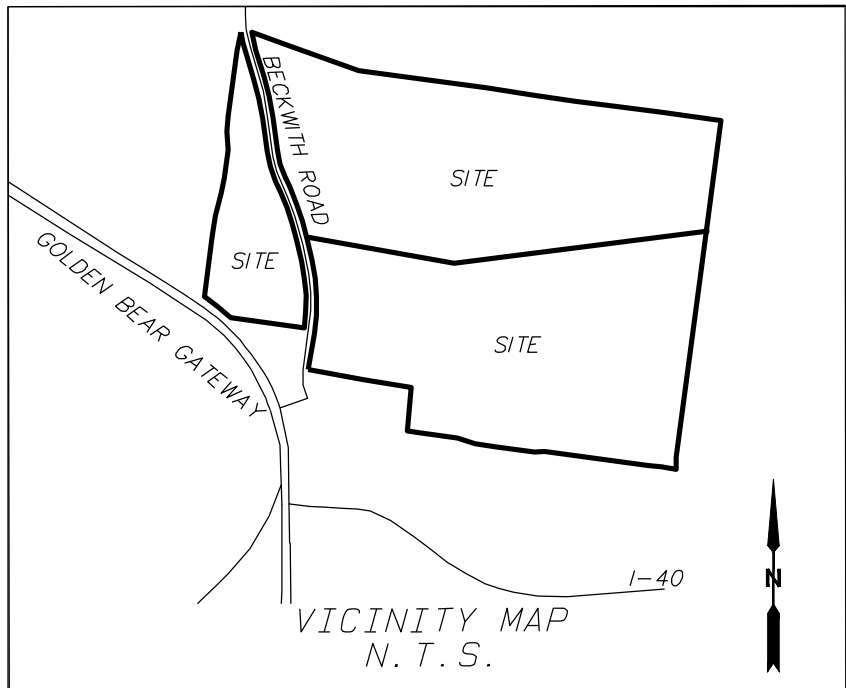 BECKWITH ROAD
SITE
SITE
GOLDEN BEAR GATEWAY
SITE
I-40
N
VICINITY MAP
N.T.S.